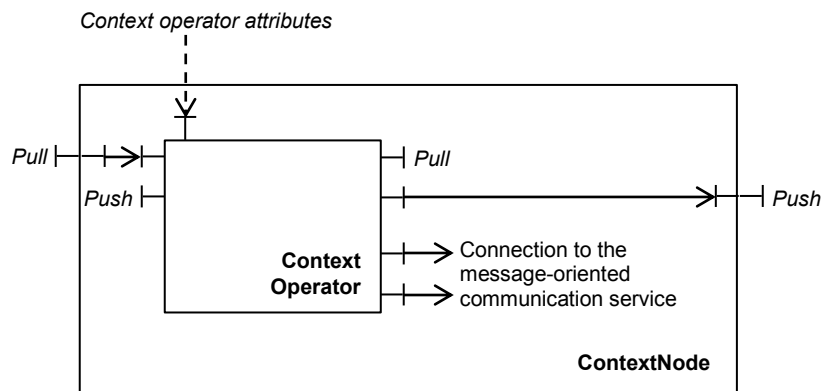 Context operator attributes
Pull
Pull
Push
Push
Context
Operator
Connection to the
message-oriented
communication service
ContextNode